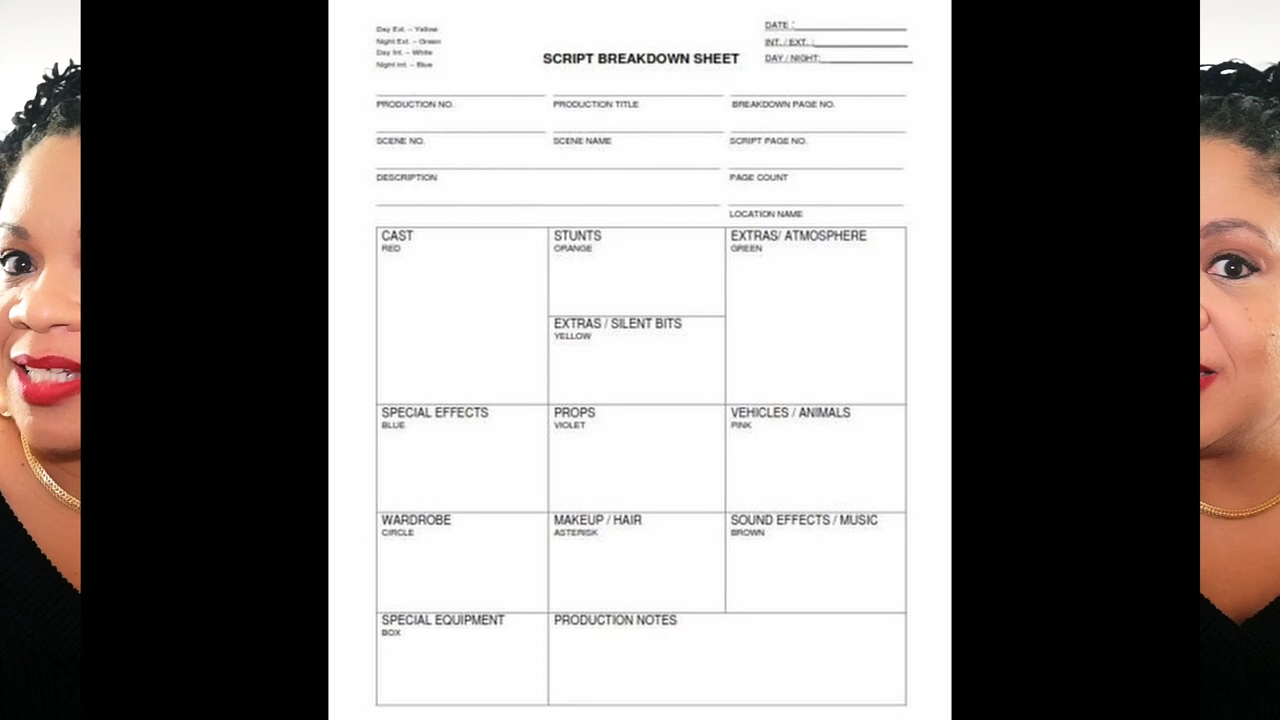 Day Ext. – Yellow
Night Ext. – Green
Day Int. – White
Night Int. – Blue
SCRIPT BREAKDOWN SHEET
DATE :
INT. / EXT. :
DAY / NIGHT:
PRODUCTION NO. PRODUCTION TITLE BREAKDOWN PAGE NO.
SCENE NO. SCENE NAME SCRIPT PAGE NO.
DESCRIPTION PAGE COUNT
LOCATION NAME
CAST
RED
STUNTS
ORANGE
EXTRAS/ ATMOSPHERE
GREEN
EXTRAS / SILENT BITS
YELLOW
SPECIAL EFFECTS
BLUE
PROPS
VIOLET
VEHICLES / ANIMALS
PINK
WARDROBE
CIRCLE
MAKEUP / HAIR
ASTERISK
SOUND EFFECTS / MUSIC
BROWN
SPECIAL EQUIPMENT
BOX
PRODUCTION NOTES